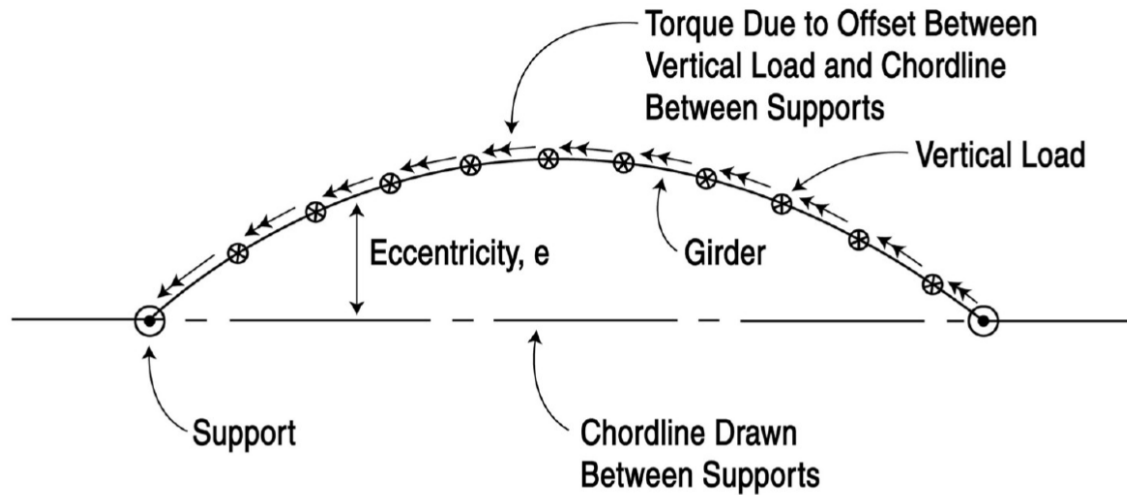 Torque Due to Offset Between
Vertical Load and Chordline
Between Supports
Vertical Load
Eccentricity, e
Girder
Support
Chordline Drawn
Between Supports